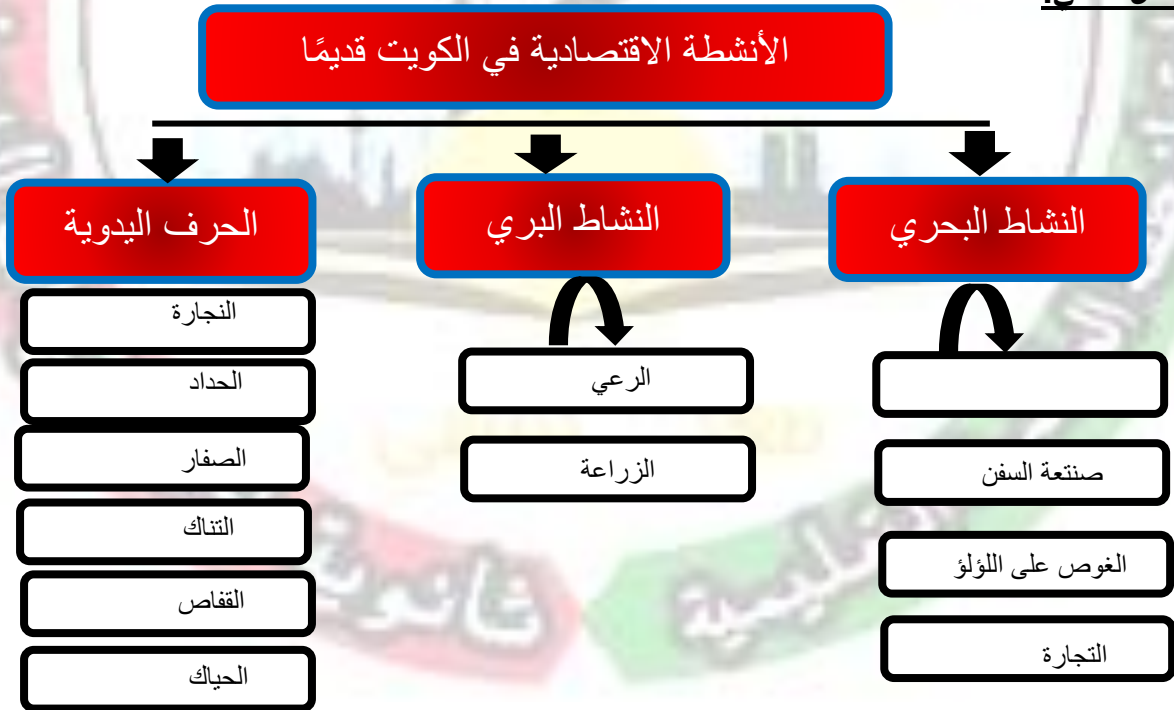 الأنشطة الاقتصادية في الكويت قديمًا
النشاط البحري
النشاط البري
الحرف اليدوية
صنتعة السفن
الغوص على اللؤلؤ
التجارة
الرعي
الزراعة
النجارة
الحداد
الصفار
التناك
القفاص
الحياك